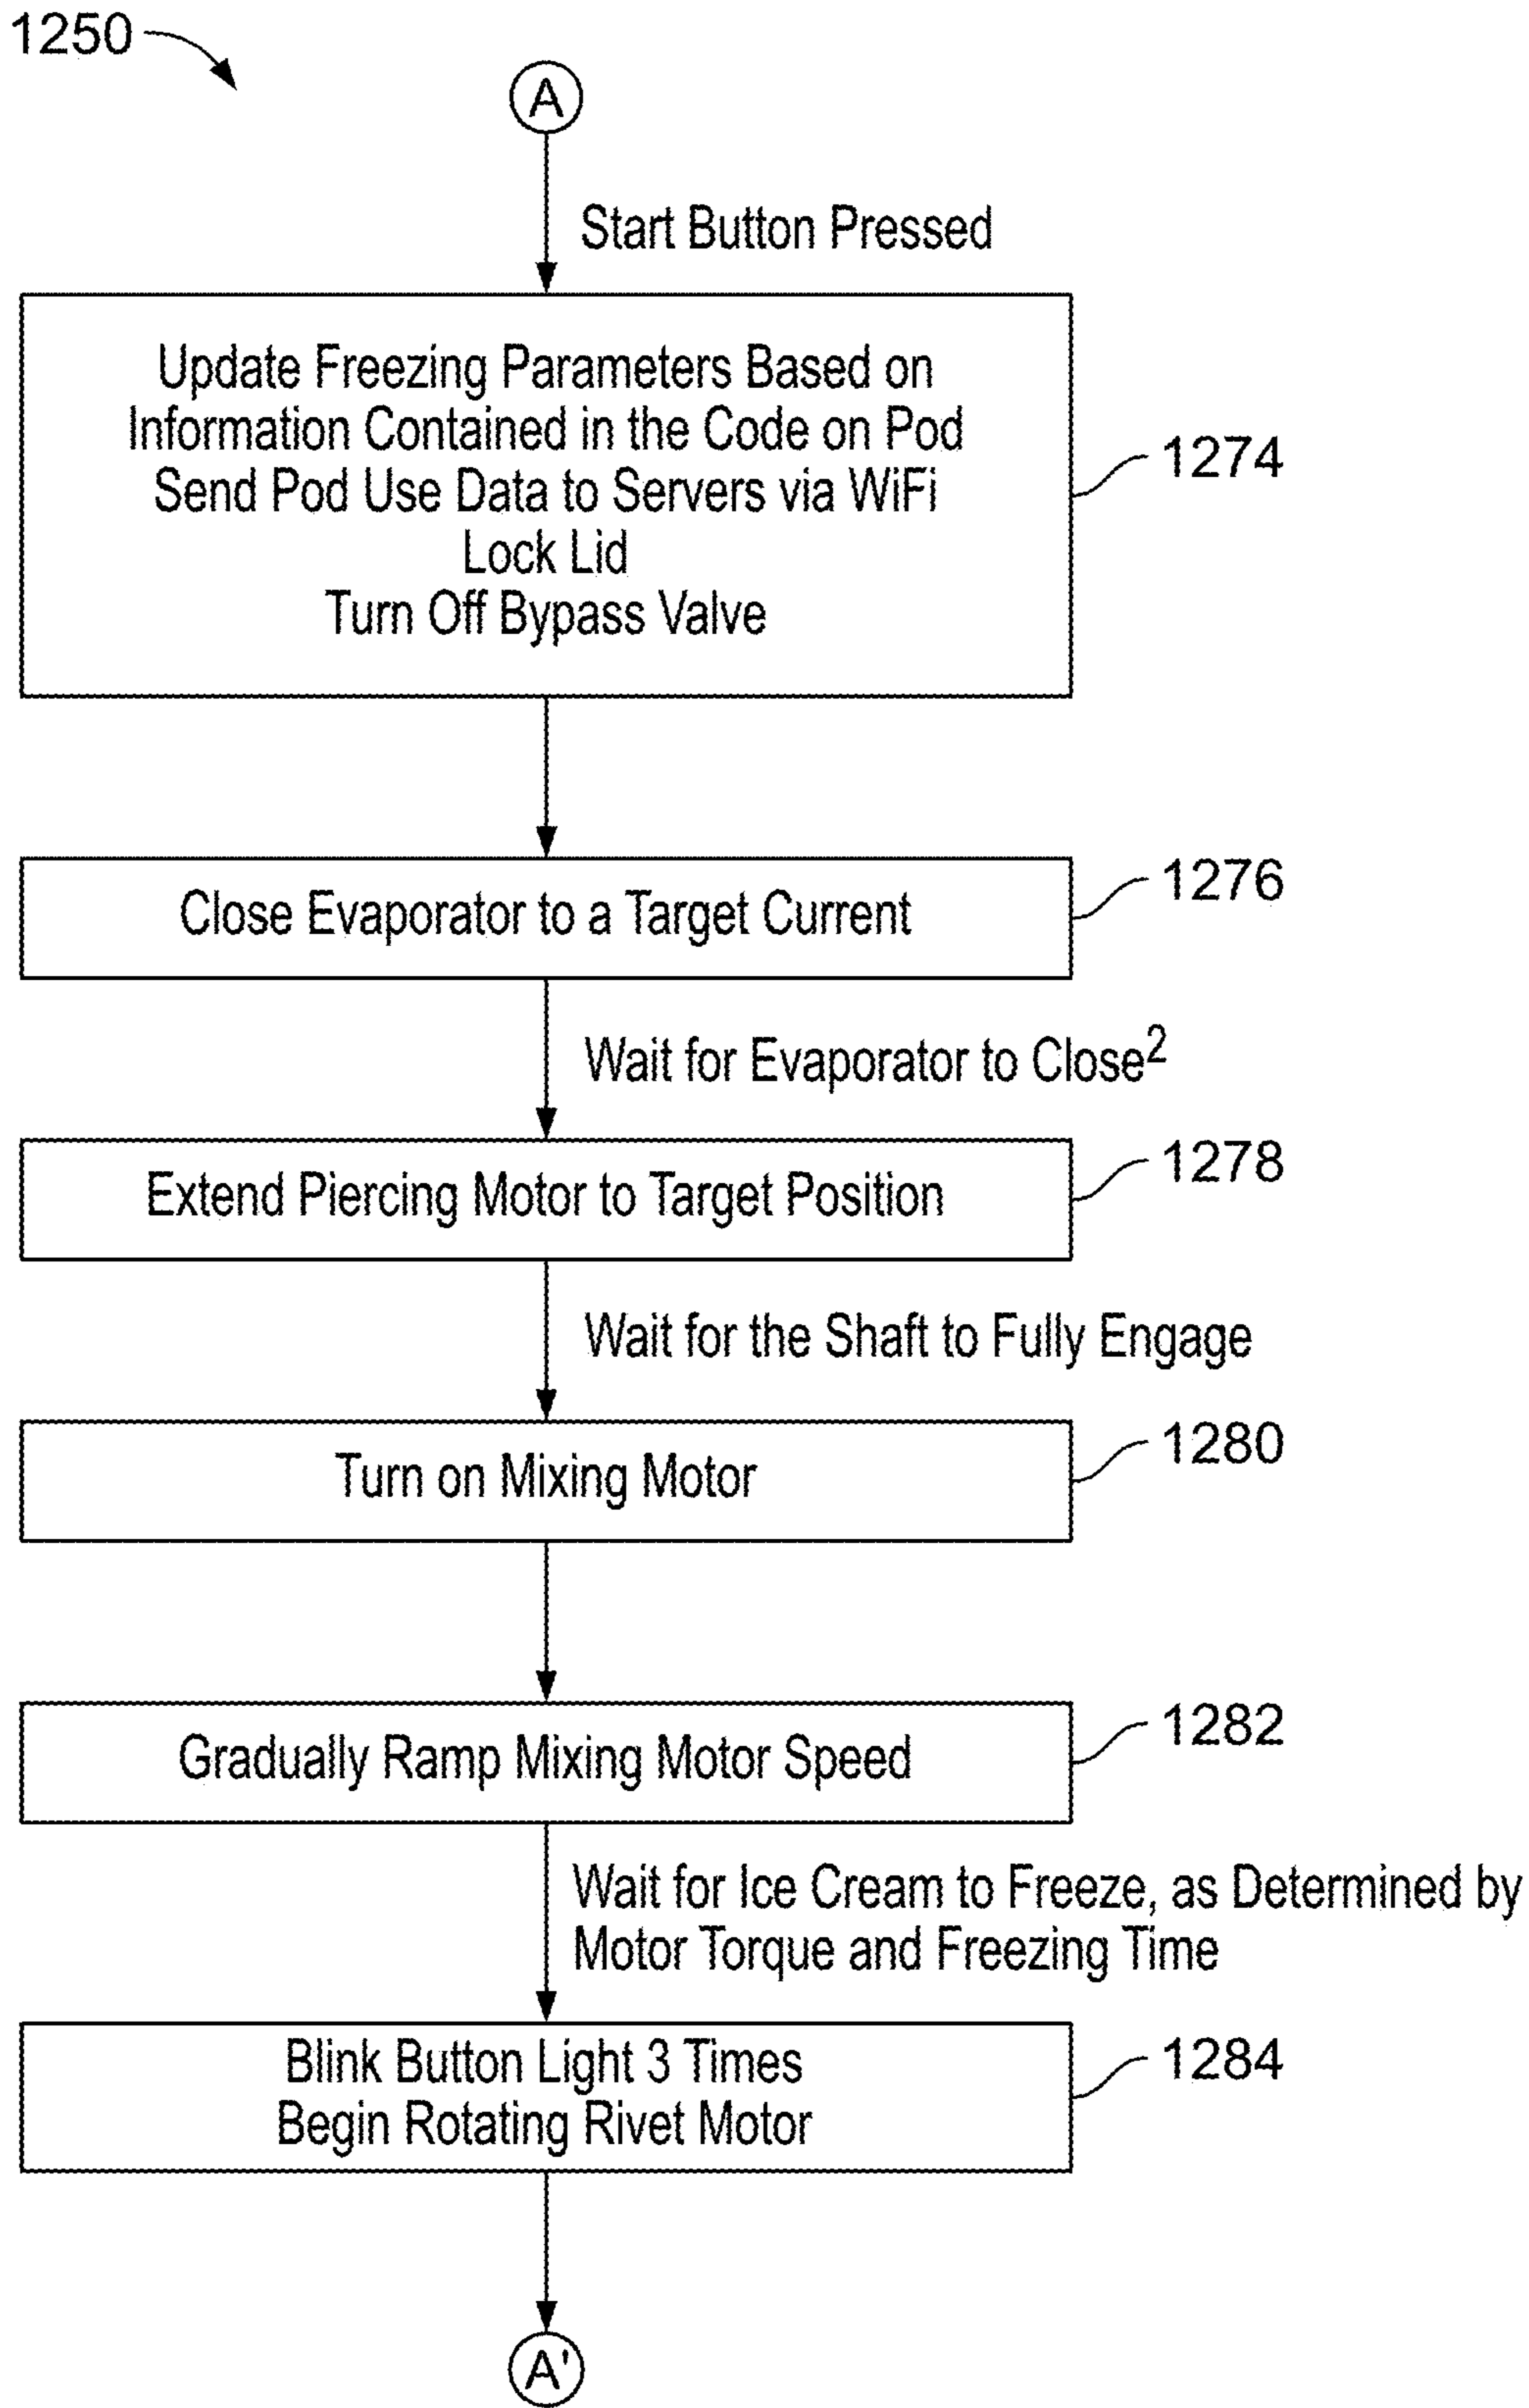 1250
A
Start Button Pressed
Update Freezing Parameters Based on
Information Contained in the Code on Pod
Send Pod Use Data to Servers via WiFi
Lock Lid
Turn Off Bypass Valve
1274
Close Evaporator to a Target Current
1276
Wait for Evaporator to Close²
Extend Piercing Motor to Target Position
1278
Wait for the Shaft to Fully Engage
Turn on Mixing Motor
1280
Gradually Ramp Mixing Motor Speed
1282
Wait for Ice Cream to Freeze, as Determined by
Motor Torque and Freezing Time
Blink Button Light 3 Times
Begin Rotating Rivet Motor
1284
A'